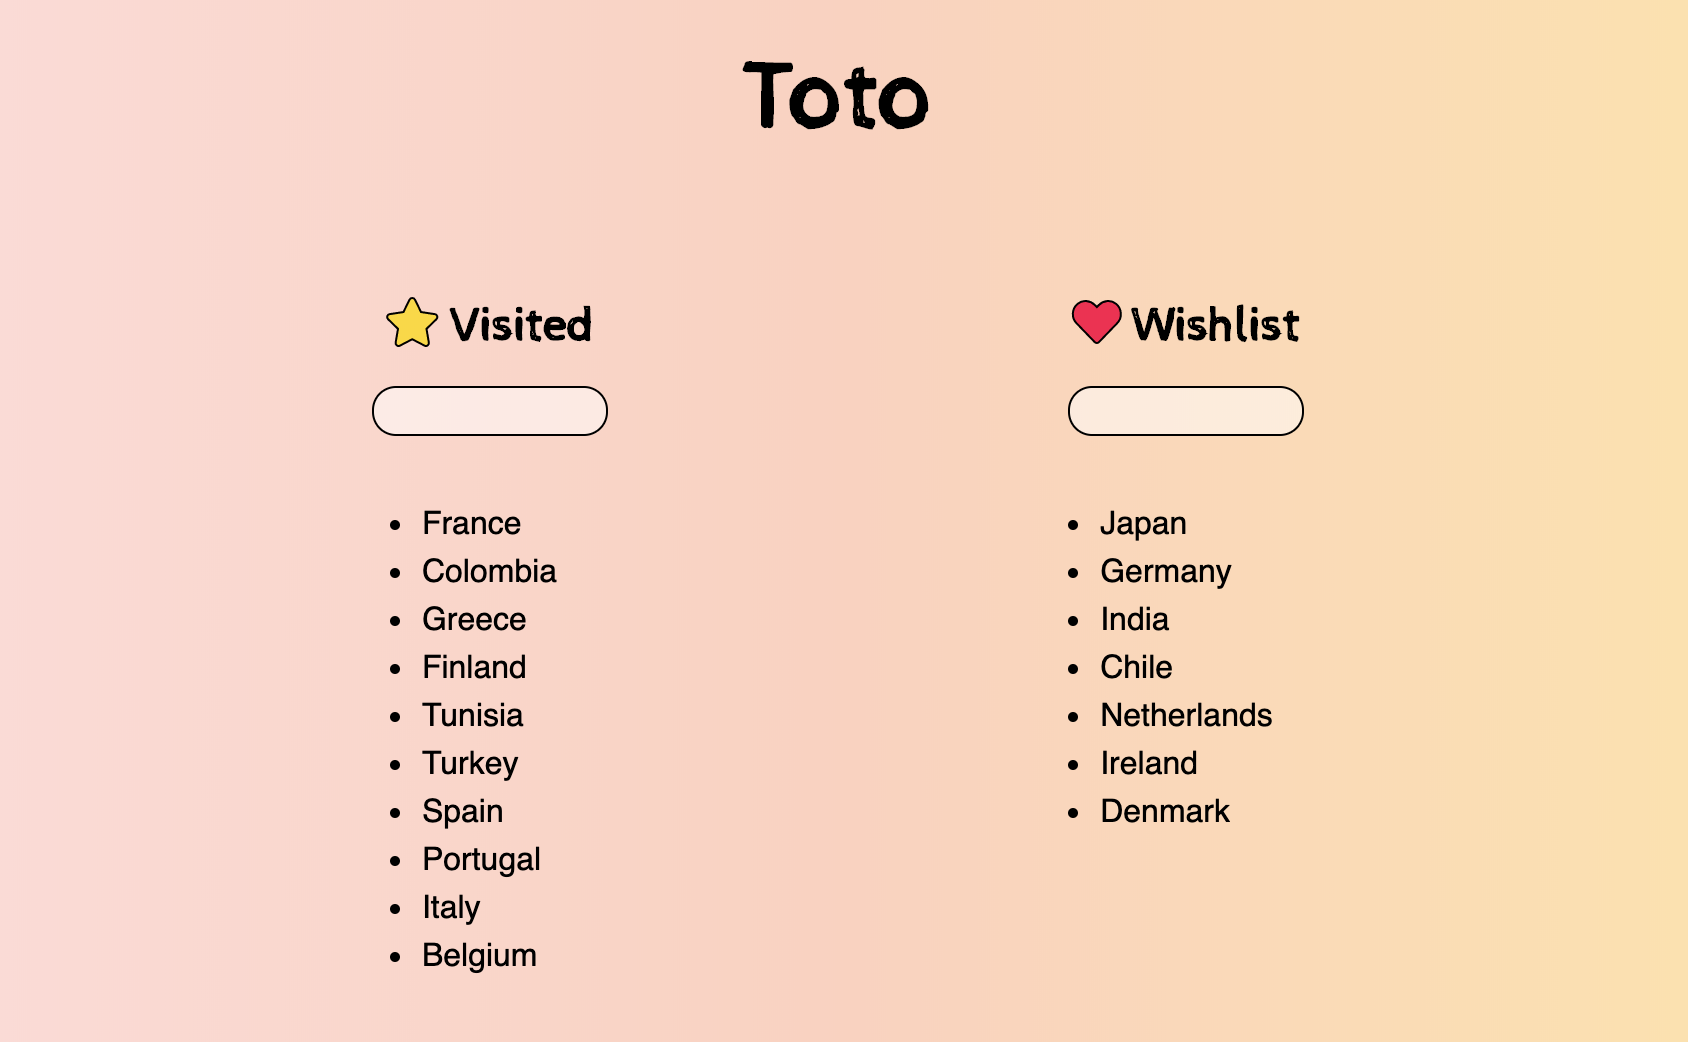 Toto
Visited
France
Colombia
Greece
Finland
Tunisia
Turkey
Spain
Portugal
Italy
Belgium
Wishlist
Japan
Germany
India
Chile
Netherlands
Ireland
Denmark